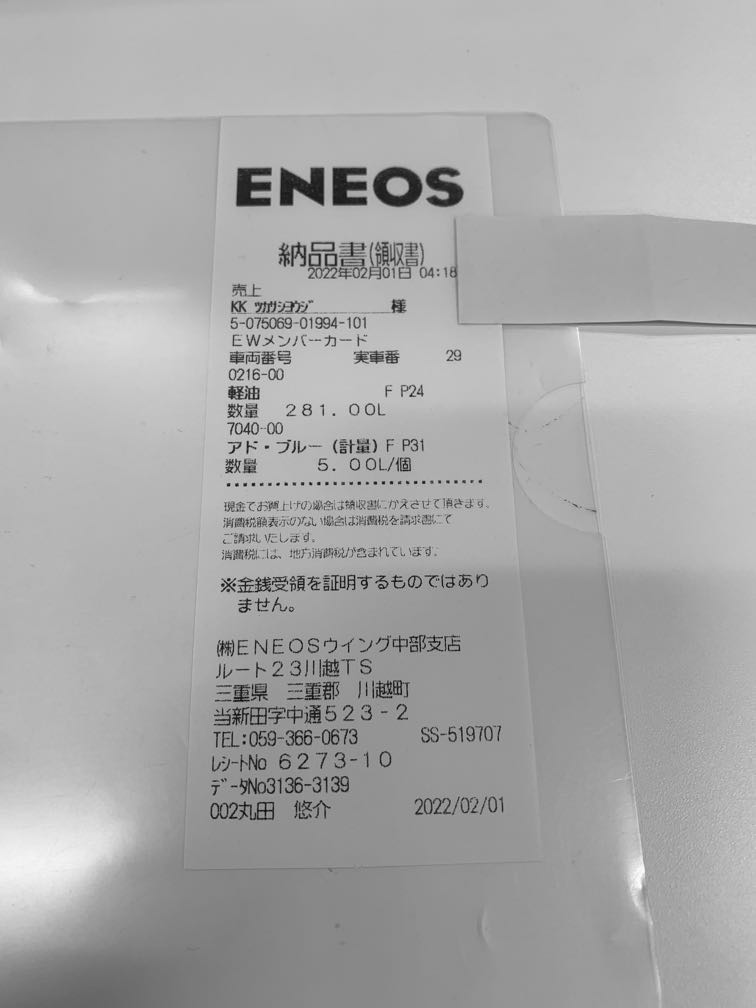 ENEOS
納品書(領収書)
2022年02月01日 04:18
売上
KK ツカサシヨウジ 様
5-075069-01994-101
EWメンバーカード
車両番号 実車番 29
0216-00
軽油 F P24
数量 281.00L
7040-00
アド・ブルー(計量)F P31
数量 5.00L/個
現金でお買上げの場合は領収書にかえさせて頂きます。
消費税額表示のない場合は消費税を請求書にて
ご請求いたします。
消費税には、地方消費税が含まれています。
※金銭受領を証明するものではあり
ません。
㈱ENEOSウイング中部支店
ルート23川越TS
三重県 三重郡 川越町
当新田字中通523-2
TEL:059-366-0673 SS-519707
レシートNo 6273-10
データNo3136-3139
002丸田 悠介 2022/02/01